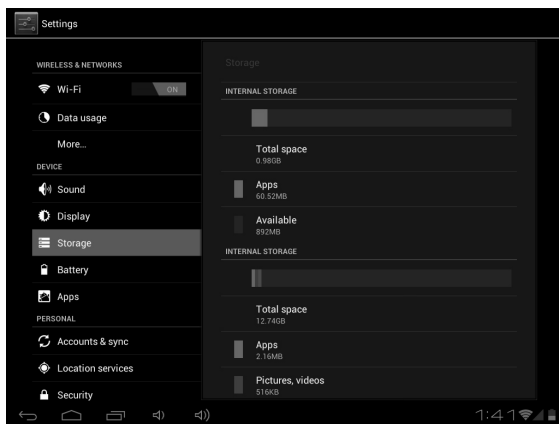 Settings
WIRELESS & NETWORKS
Wi-Fi
ON
Data usage
More...
DEVICE
Sound
Display
Storage
Battery
Apps
PERSONAL
Accounts & sync
Location services
Security
Storage
INTERNAL STORAGE
Total space
0.98GB
Apps
60.52MB
Available
892MB
INTERNAL STORAGE
Total space
12.74GB
Apps
2.16MB
Pictures, videos
516KB
1:41